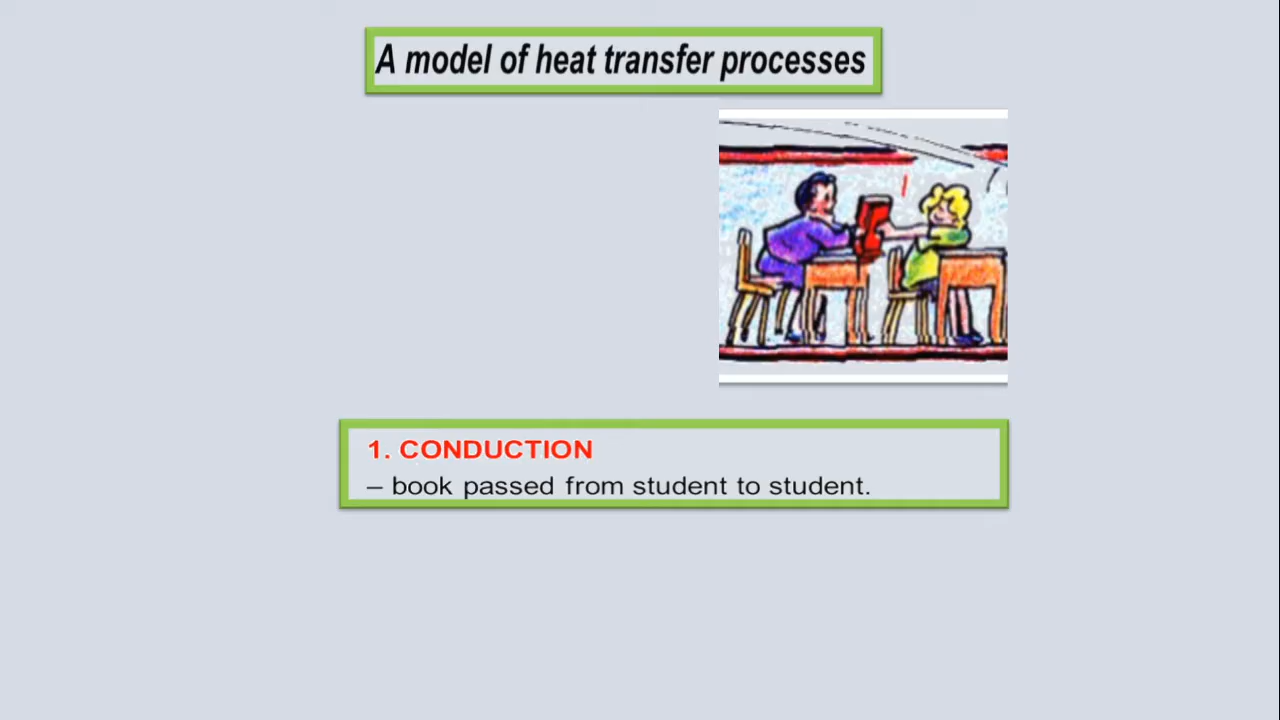 A model of heat transfer processes
1. CONDUCTION
– book passed from student to student.